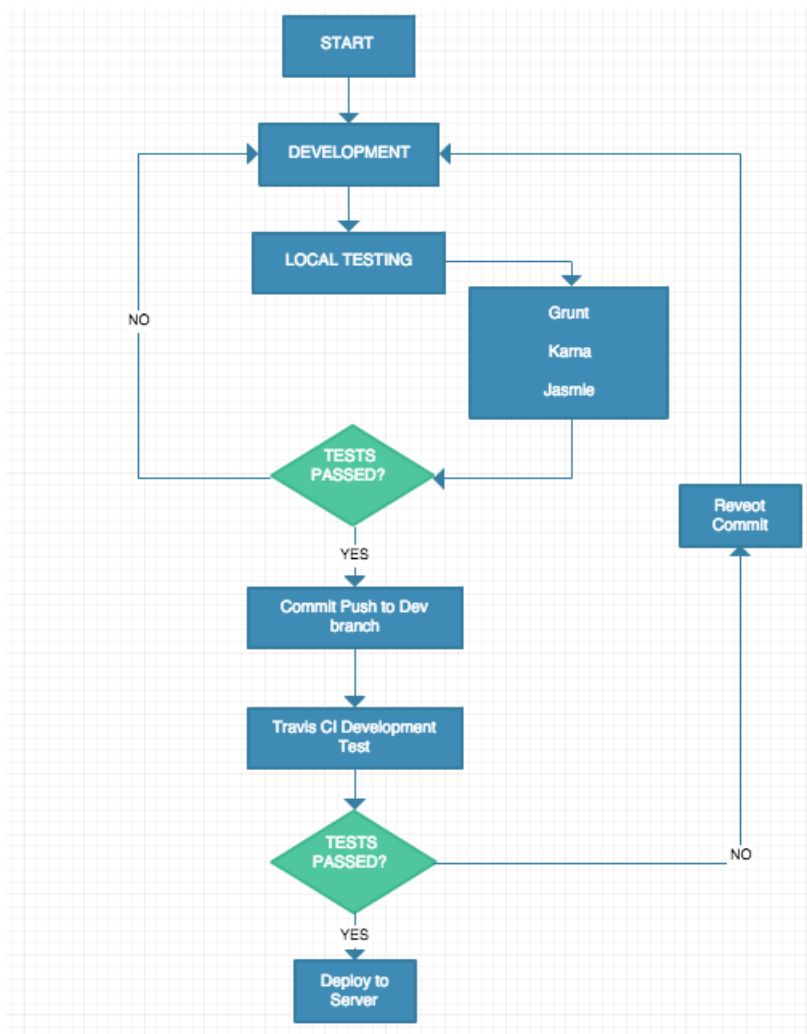 START
DEVELOPMENT
LOCAL TESTING
NO
Grunt
Karna
Jasmie
TESTS
PASSED?
Reveot
Commit
YES
Commit Push to Dev
branch
Travis CI Development
Test
TESTS
PASSED?
NO
YES
Deploy to
Server